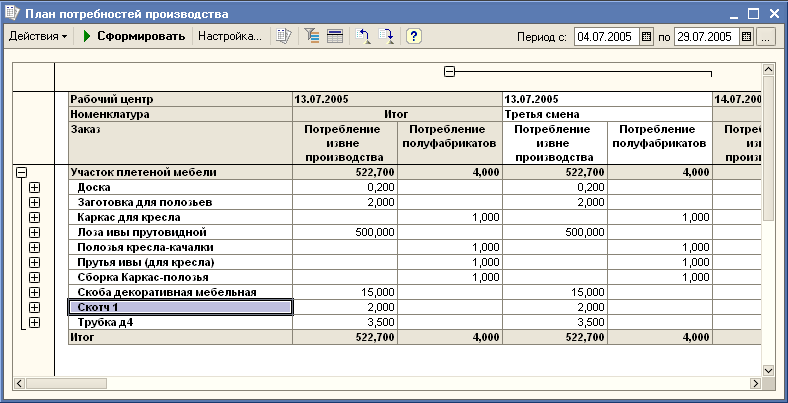 План потребностей производства
Действия Сформировать Настройка... ? Период с: 04.07.2005 по 29.07.2005 ...
Рабочий центр 13.07.2005 13.07.2005 14.07.200
Номенклатура Итог Третья смена
Заказ Потребление Потребление Потребление Потребление
извне полуфабрикатов извне полуфабрикатов
производства производства
Участок плетеной мебели 522,700 4,000 522,700 4,000
Доска 0,200 0,200
Заготовка для полозьев 2,000 2,000
Каркас для кресла 1,000 1,000
Лоза ивы прутовидной 500,000 500,000
Полозья кресла-качалки 1,000 1,000
Прутья ивы (для кресла) 1,000 1,000
Сборка Каркас-полозья 1,000 1,000
Скоба декоративная мебельная 15,000 15,000
Скотч 1 2,000 2,000
Трубка д4 3,500 3,500
Итог 522,700 4,000 522,700 4,000